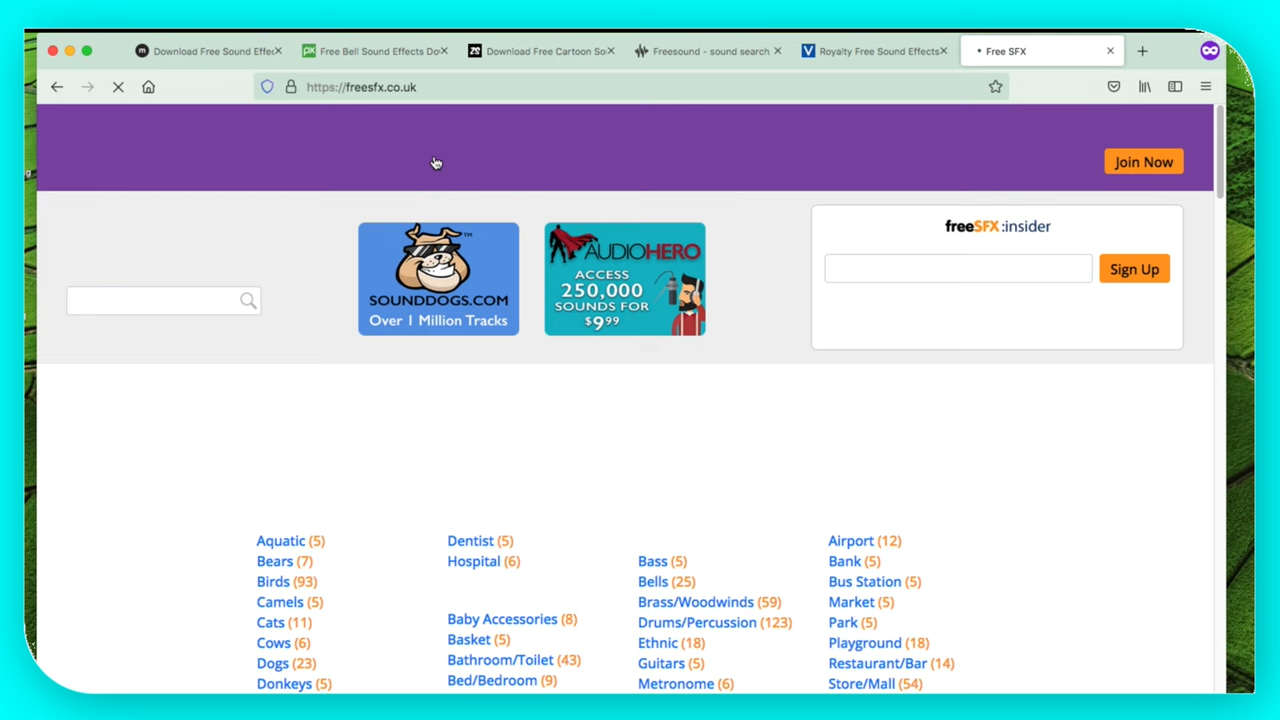 Download Free Sound Effec
Free Bell Sound Effects Do
Download Free Cartoon So
Freesound - sound search
Royalty Free Sound Effects
Free SFX
https://freesfx.co.uk
Join Now
SOUNDDOGS.COM
Over 1 Million Tracks
TM
AUDIOHERO
ACCESS
250,000
SOUNDS FOR
$9.99
freeSFX :insider
Sign Up
Aquatic (5)
Bears (7)
Birds (93)
Camels (5)
Cats (11)
Cows (6)
Dogs (23)
Donkeys (5)
Dentist (5)
Hospital (6)
Baby Accessories (8)
Basket (5)
Bathroom/Toilet (43)
Bed/Bedroom (9)
Bass (5)
Bells (25)
Brass/Woodwinds (59)
Drums/Percussion (123)
Ethnic (18)
Guitars (5)
Metronome (6)
Airport (12)
Bank (5)
Bus Station (5)
Market (5)
Park (5)
Playground (18)
Restaurant/Bar (14)
Store/Mall (54)